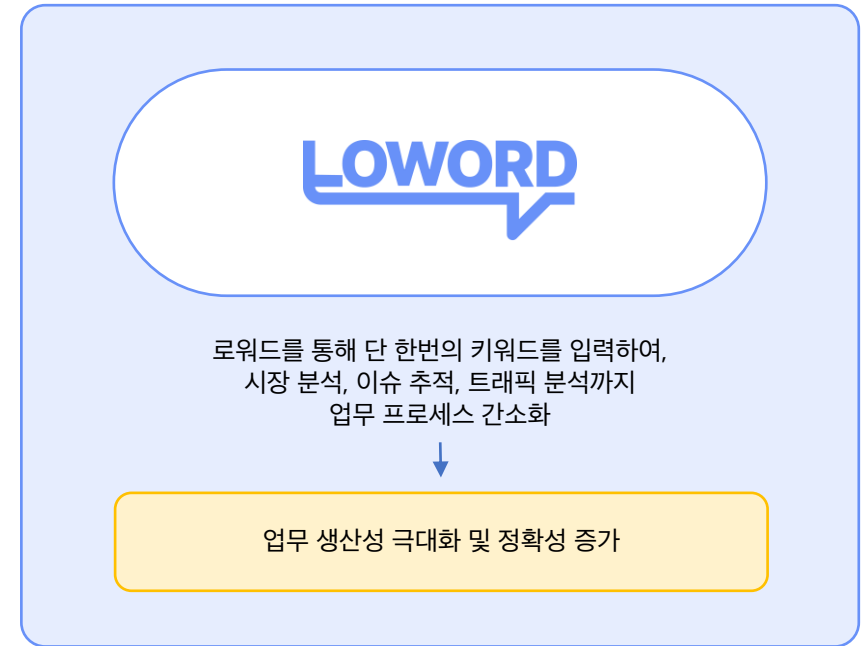 LOWORD
로워드를 통해 단 한번의 키워드를 입력하여,
시장 분석, 이슈 추적, 트래픽 분석까지
업무 프로세스 간소화
업무 생산성 극대화 및 정확성 증가